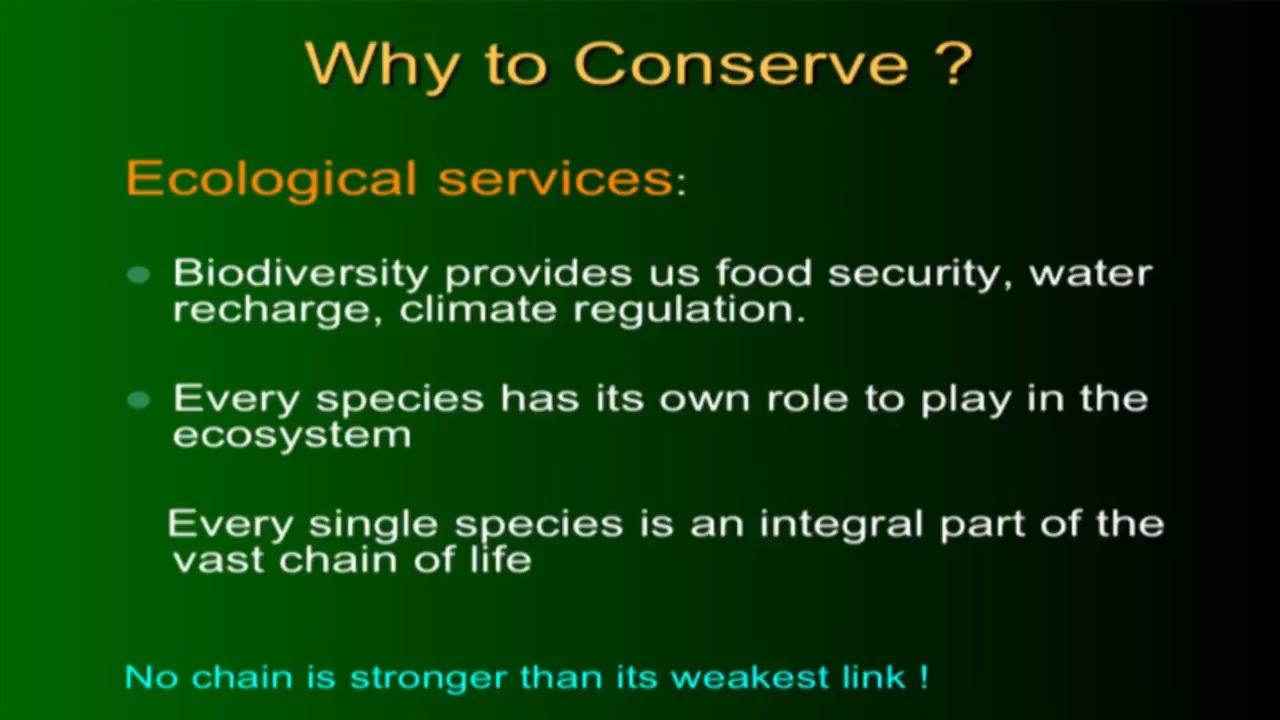 Why to Conserve ?
Ecological services:
Biodiversity provides us food security, water
recharge, climate regulation.
Every species has its own role to play in the
ecosystem
Every single species is an integral part of the
vast chain of life
No chain is stronger than its weakest link !